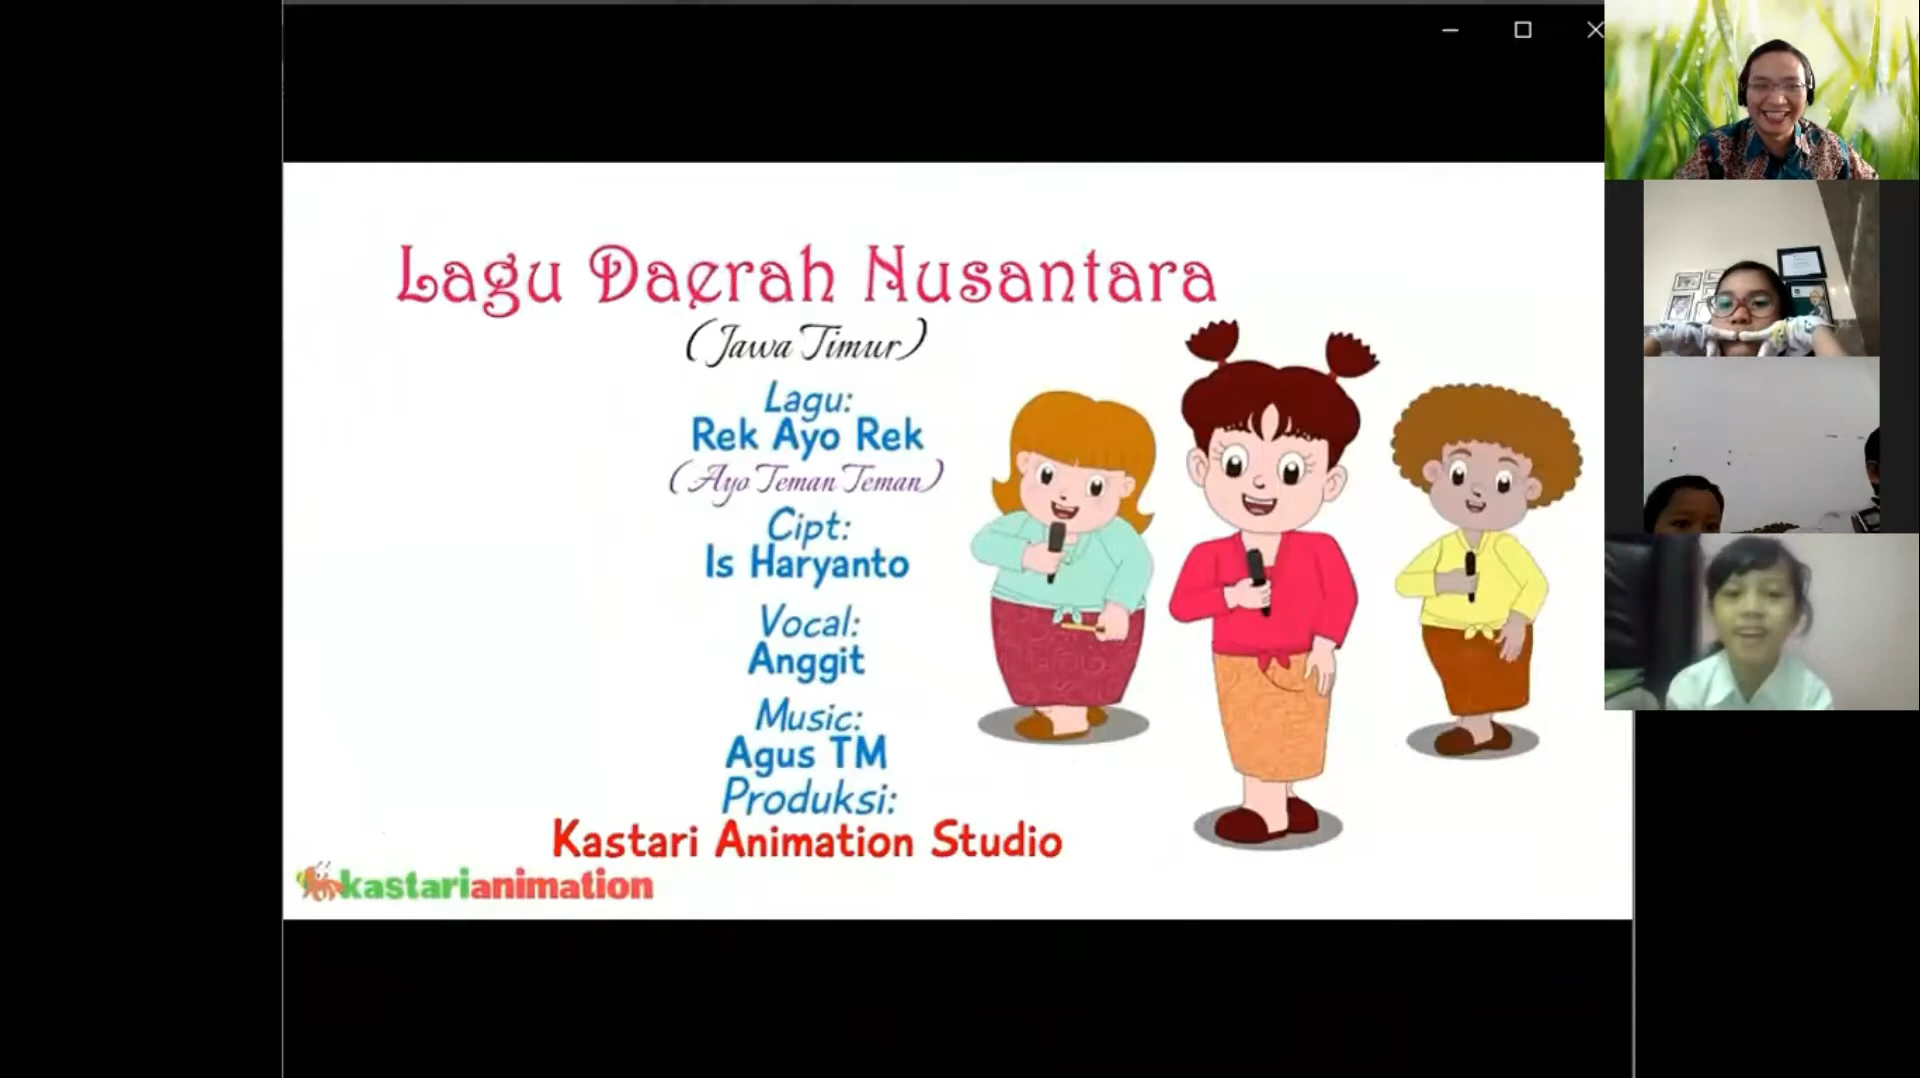 Lagu Daerah Nusantara
(Jawa Timur)
Lagu:
Rek Ayo Rek
(Ayo Teman Teman)
Cipt:
Is Haryanto
Vocal:
Anggit
Music:
Agus TM
Produksi:
Kastari Animation Studio
kastarianimation